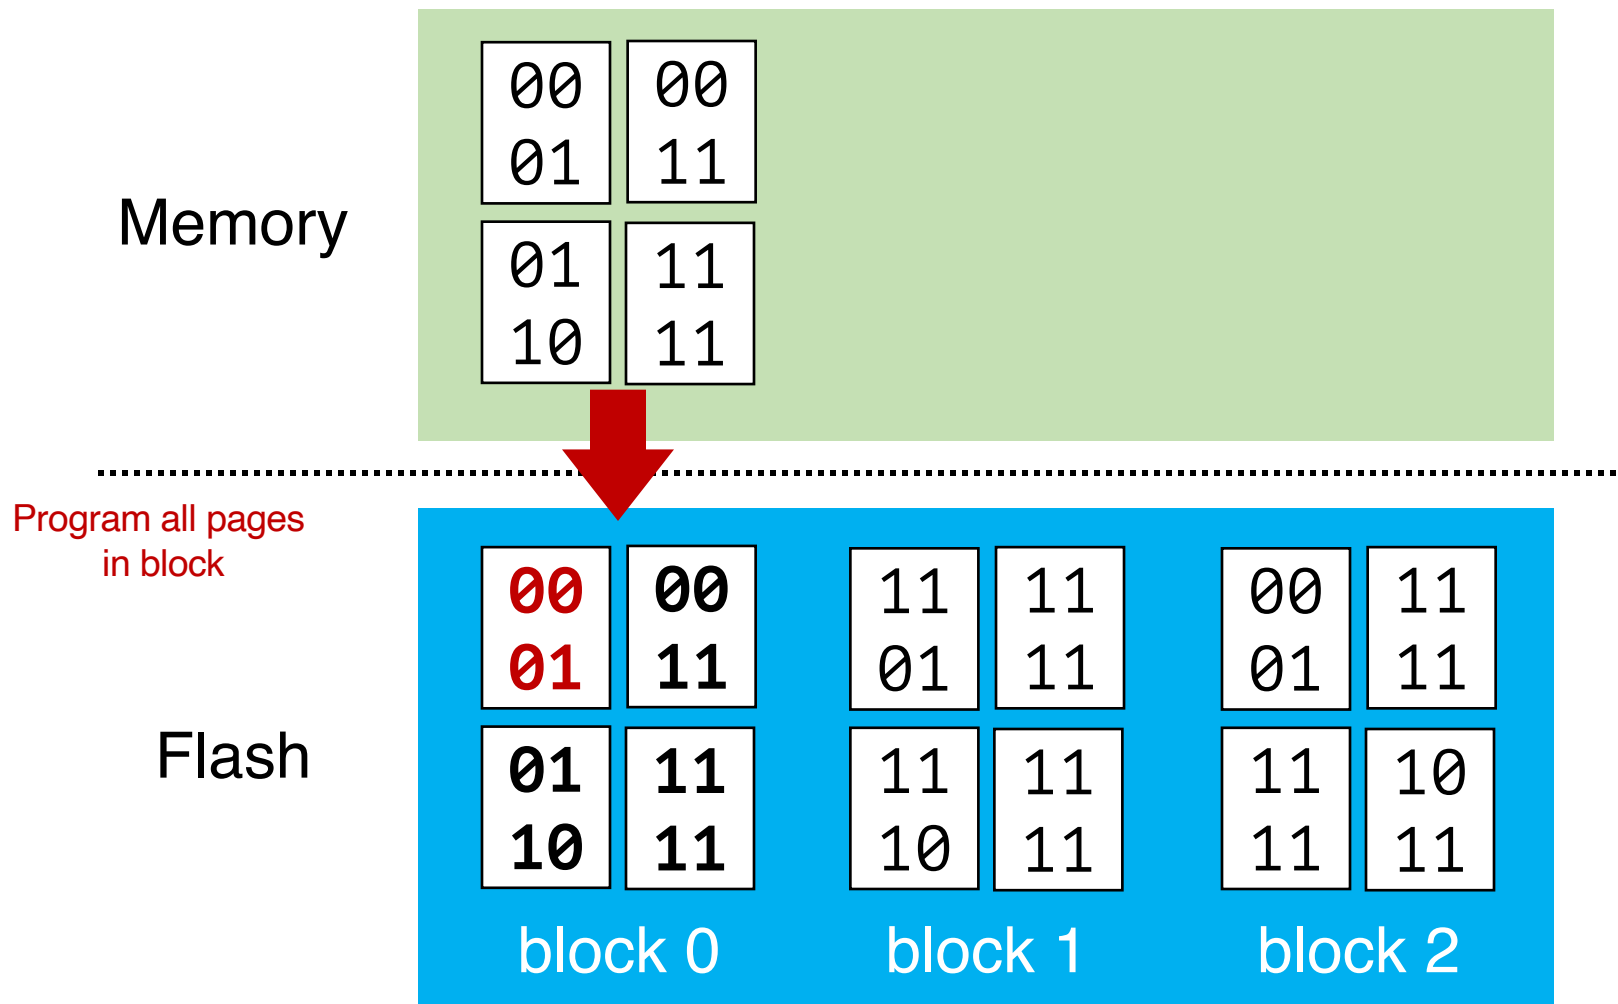 00 00
01 11
Memory
01 11
10 11
Program all pages
in block
00 00 11 11 00 11
01 11 01 11 01 11
Flash
01 11 11 11 11 10
10 11 10 11 11 11
block 0 block 1 block 2